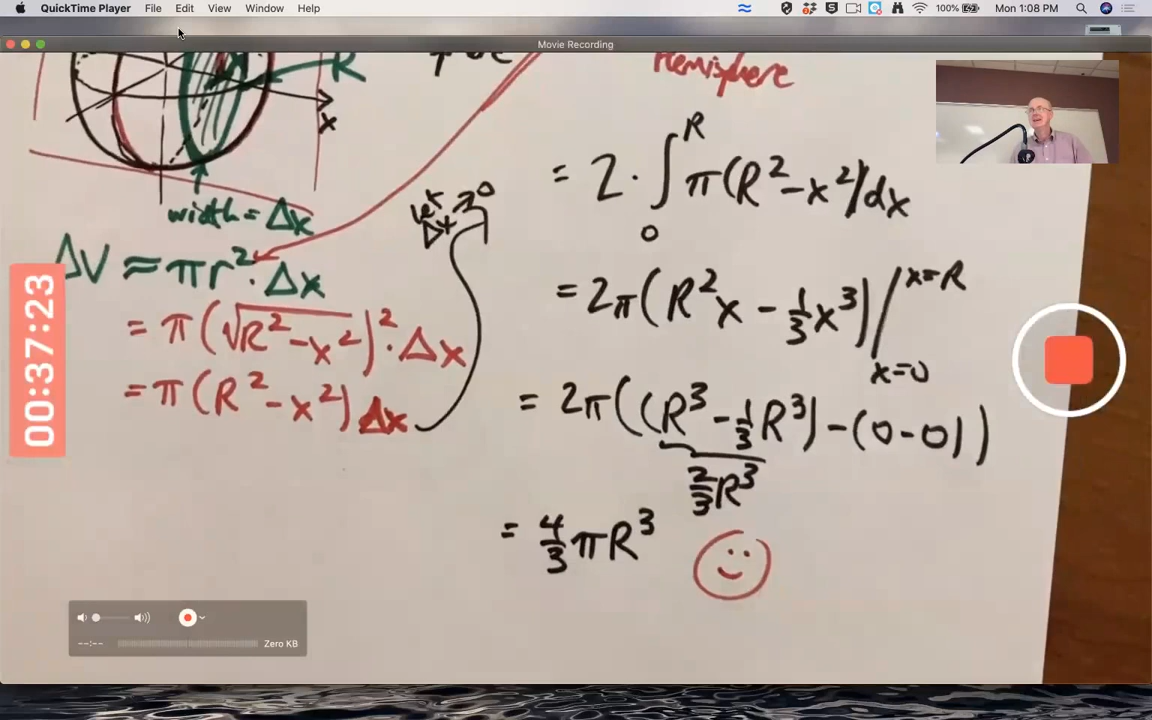 QuickTime Player File Edit View Window Help 100% Mon 1:08 PM
Movie Recording
R
x
Hemisphere
width = Δx
let Δx→0
ΔV ≈ πr²·Δx
= π(√R²-x²)²·Δx
= π(R²-x²)Δx
= 2·∫₀ᴿ π(R²-x²)dx
= 2π(R²x - 1/3x³)|
x=R
x=0
= 2π((R³-1/3R³)-(0-0))
2/3R³
= 4/3πR³
00:37:23
--:-- Zero KB